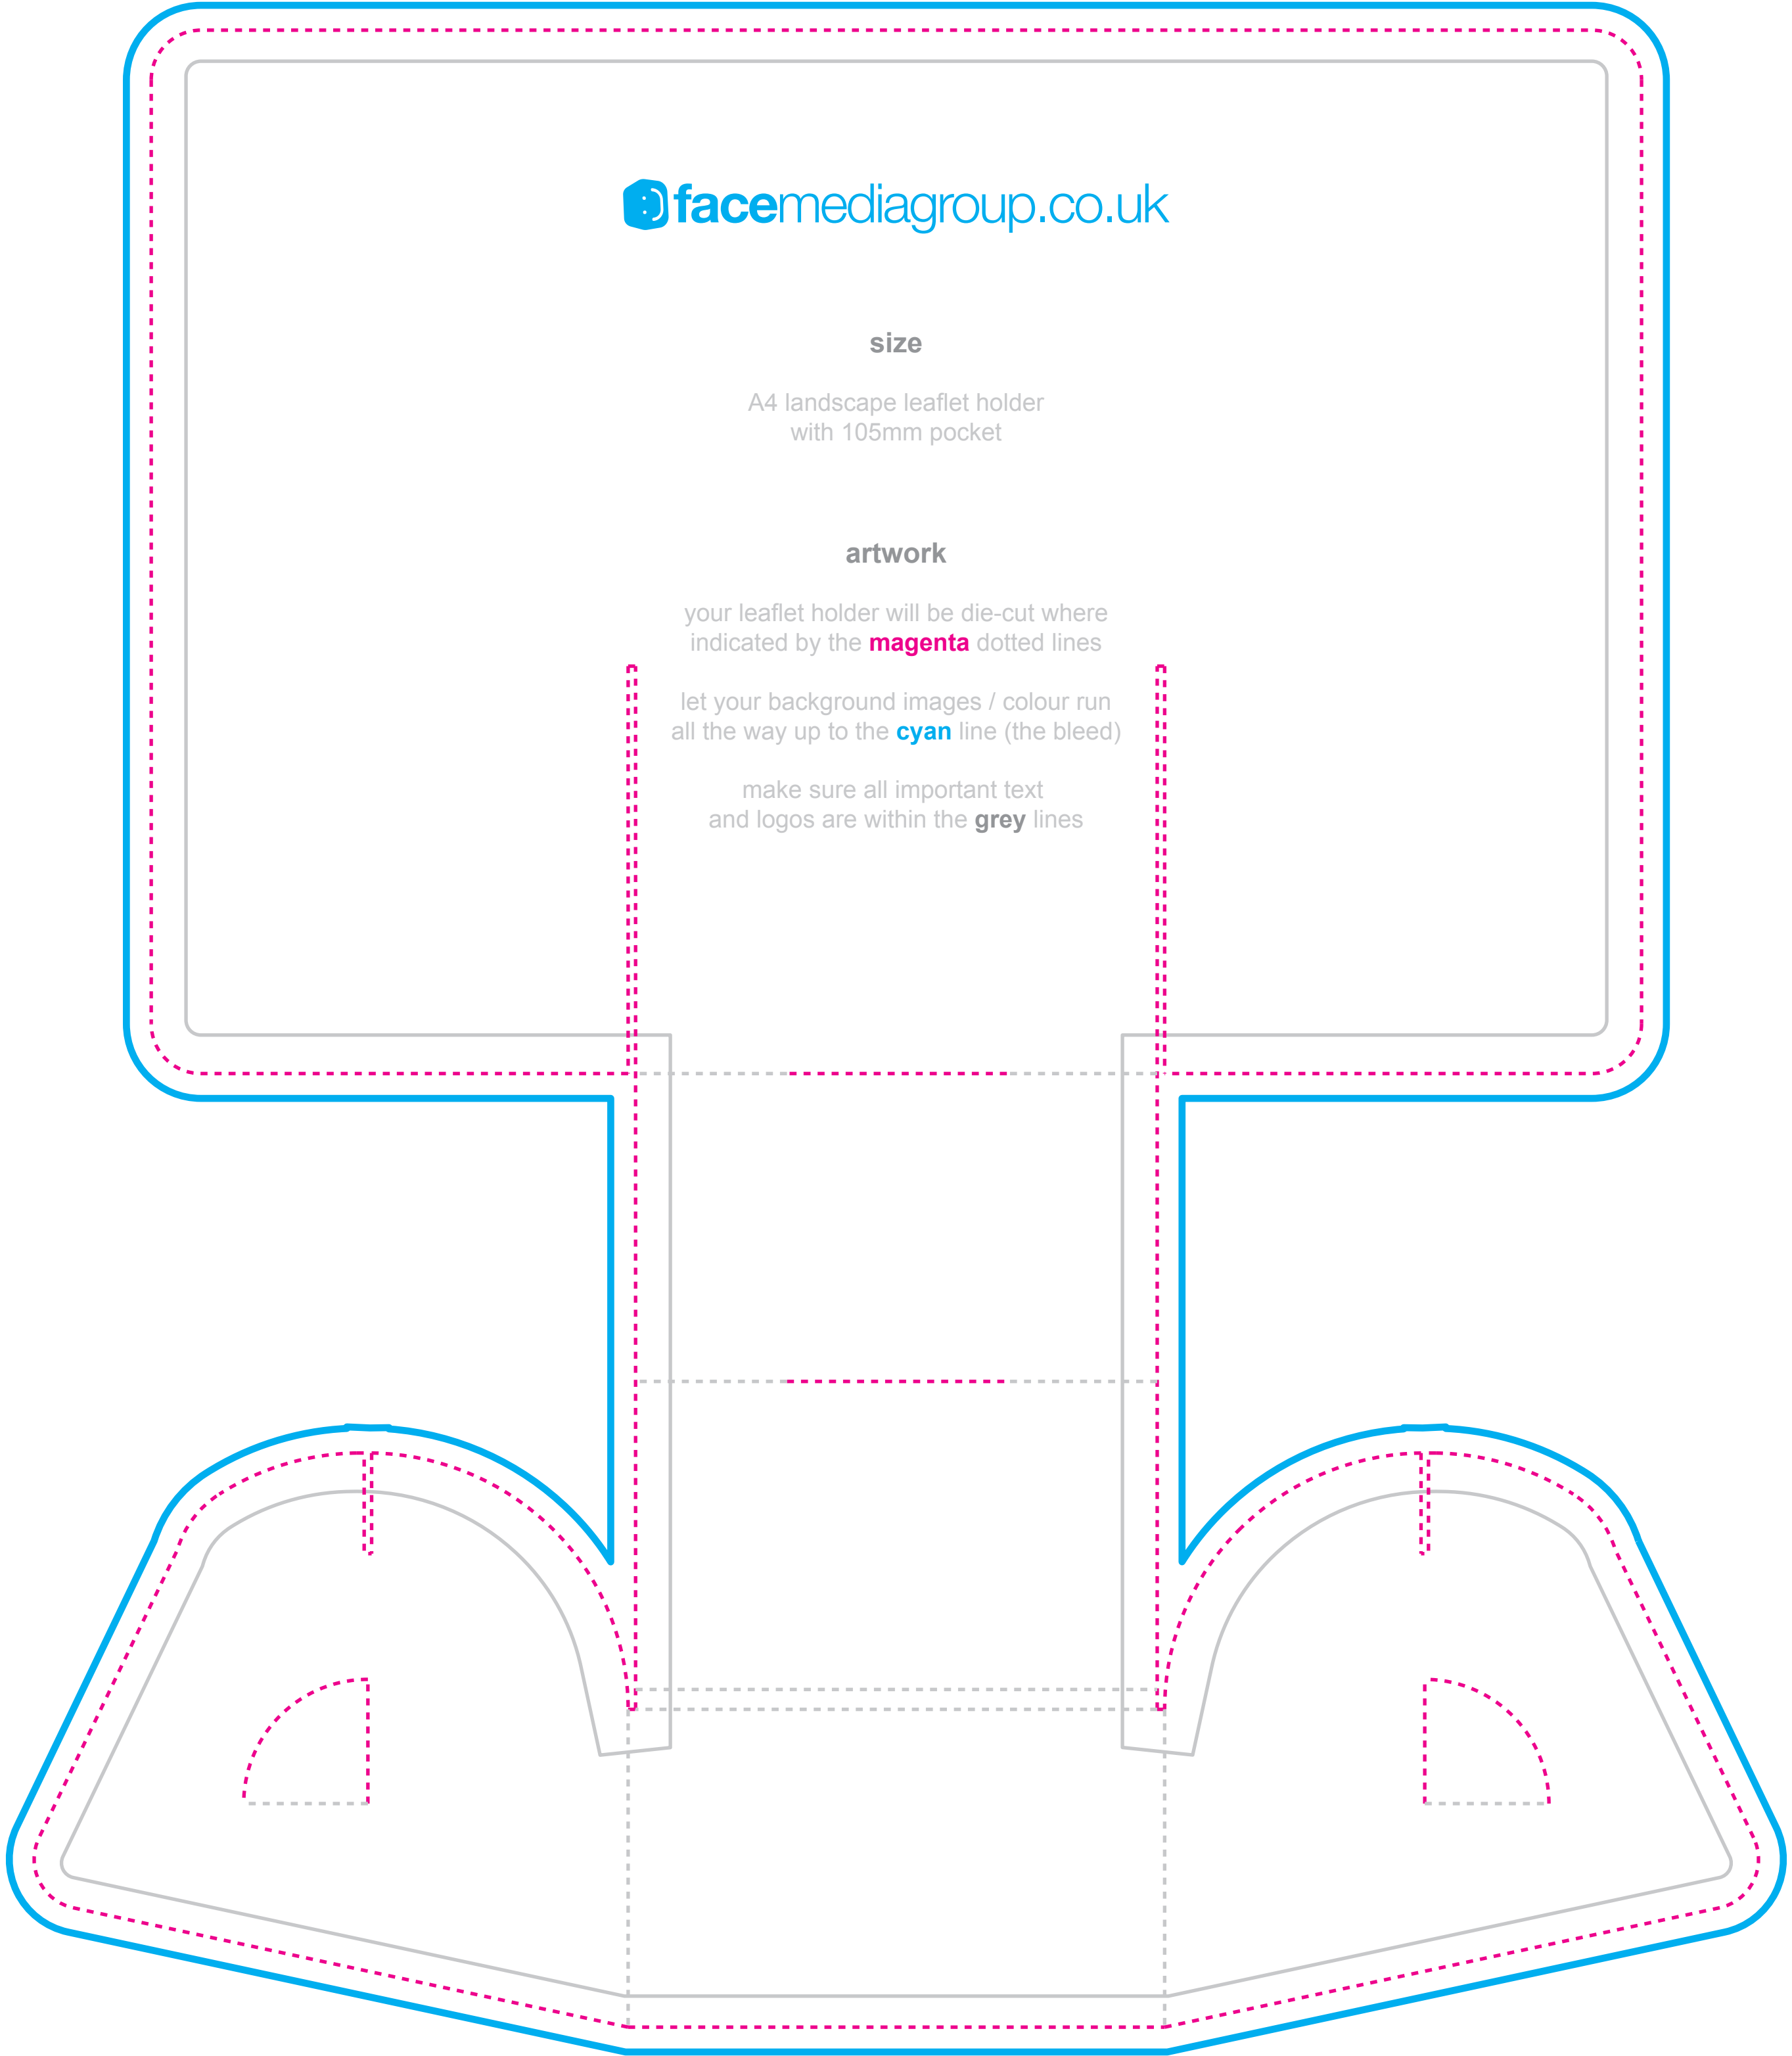 facemediagroup.co.uk
size
A4 landscape leaflet holder
with 105mm pocket
artwork
your leaflet holder will be die-cut where
indicated by the magenta dotted lines
let your background images / colour run
all the way up to the cyan line (the bleed)
make sure all important text
and logos are within the grey lines